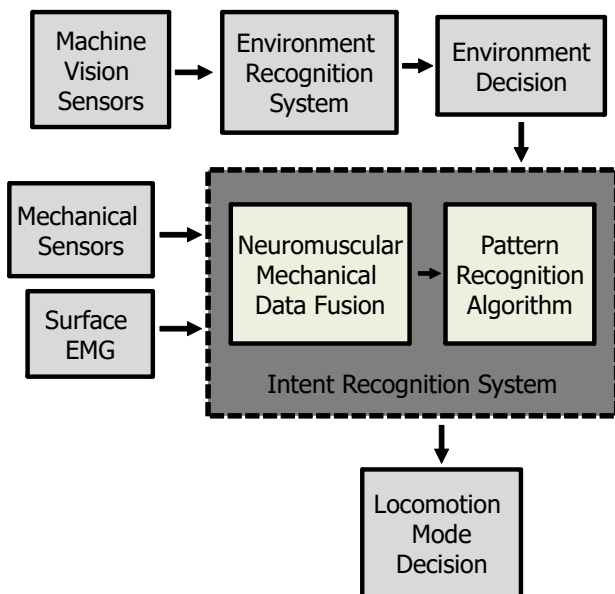 Machine
Vision
Sensors
Environment
Recognition
System
Environment
Decision
Mechanical
Sensors
Surface
EMG
Neuromuscular
Mechanical
Data Fusion
Pattern
Recognition
Algorithm
Intent Recognition System
Locomotion
Mode
Decision